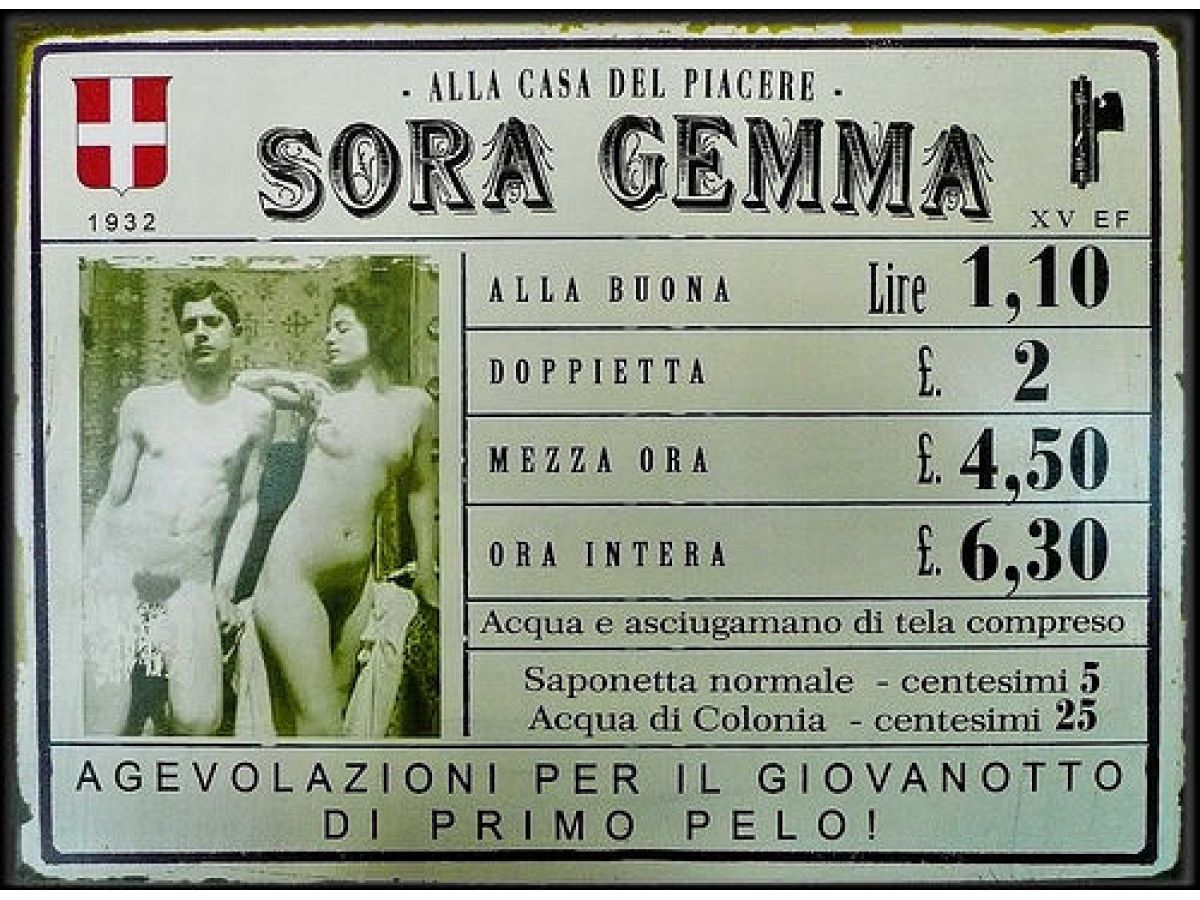 - ALLA CASA DEL PIACERE -
SORA GEMMA
1932
XV EF
ALLA BUONA Lire 1,10
DOPPIETTA £. 2
MEZZA ORA £. 4,50
ORA INTERA £. 6,30
Acqua e asciugamano di tela compreso
Saponetta normale - centesimi 5
Acqua di Colonia - centesimi 25
AGEVOLAZIONI PER IL GIOVANOTTO
DI PRIMO PELO!